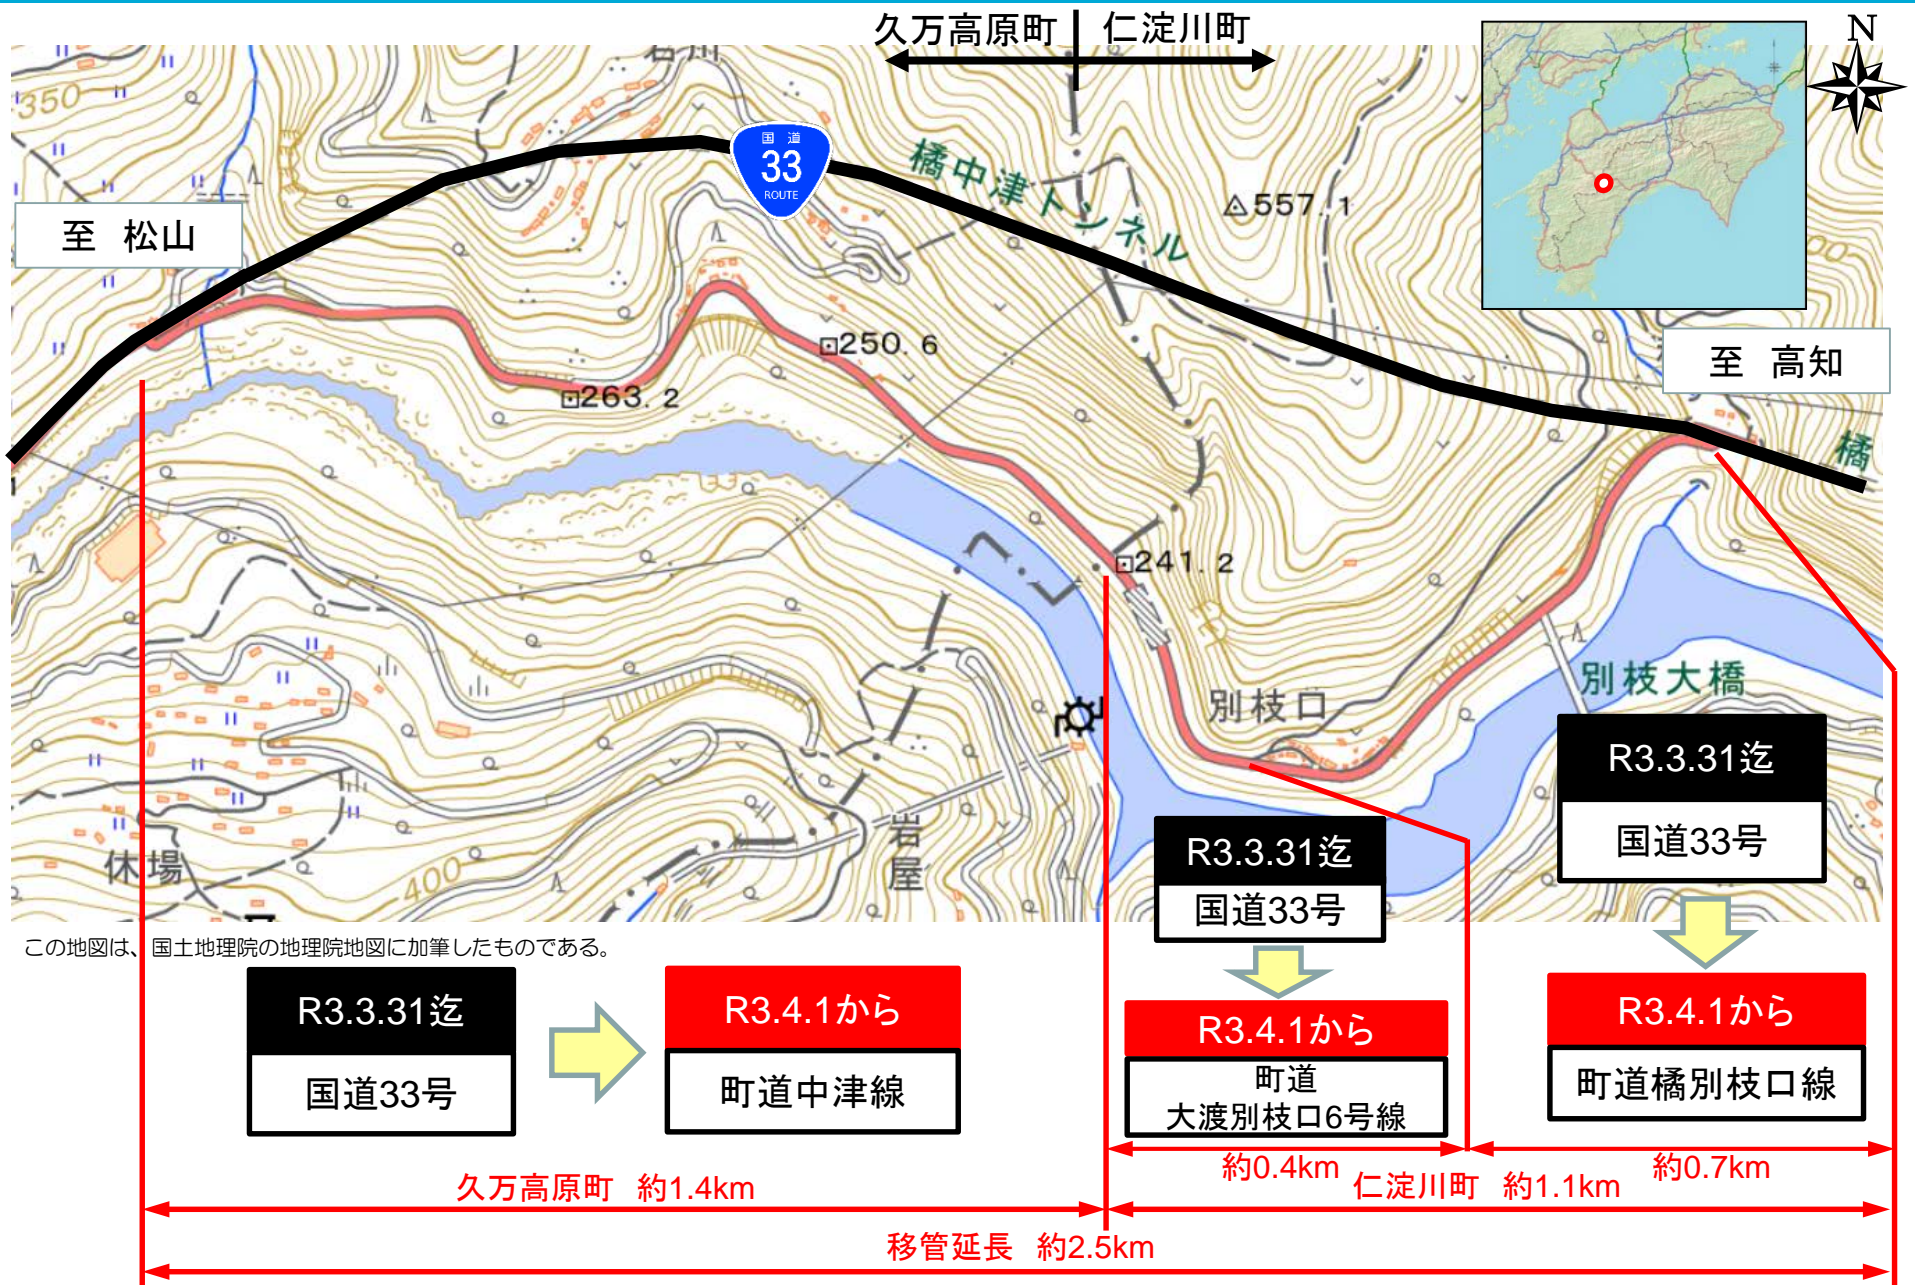 久万高原町
仁淀川町
N
350
石川
国道
33
ROUTE
橘中津トンネル
557.1
至 松山
至 高知
250.6
263.2
橘
241.2
別枝口
別枝大橋
休場
400
岩屋
この地図は、国土地理院の地理院地図に加筆したものである。
R3.3.31迄
国道33号
R3.4.1から
町道中津線
R3.3.31迄
国道33号
R3.4.1から
町道
大渡別枝口6号線
R3.3.31迄
国道33号
R3.4.1から
町道橘別枝口線
約0.4km
約0.7km
久万高原町 約1.4km
仁淀川町 約1.1km
移管延長 約2.5km